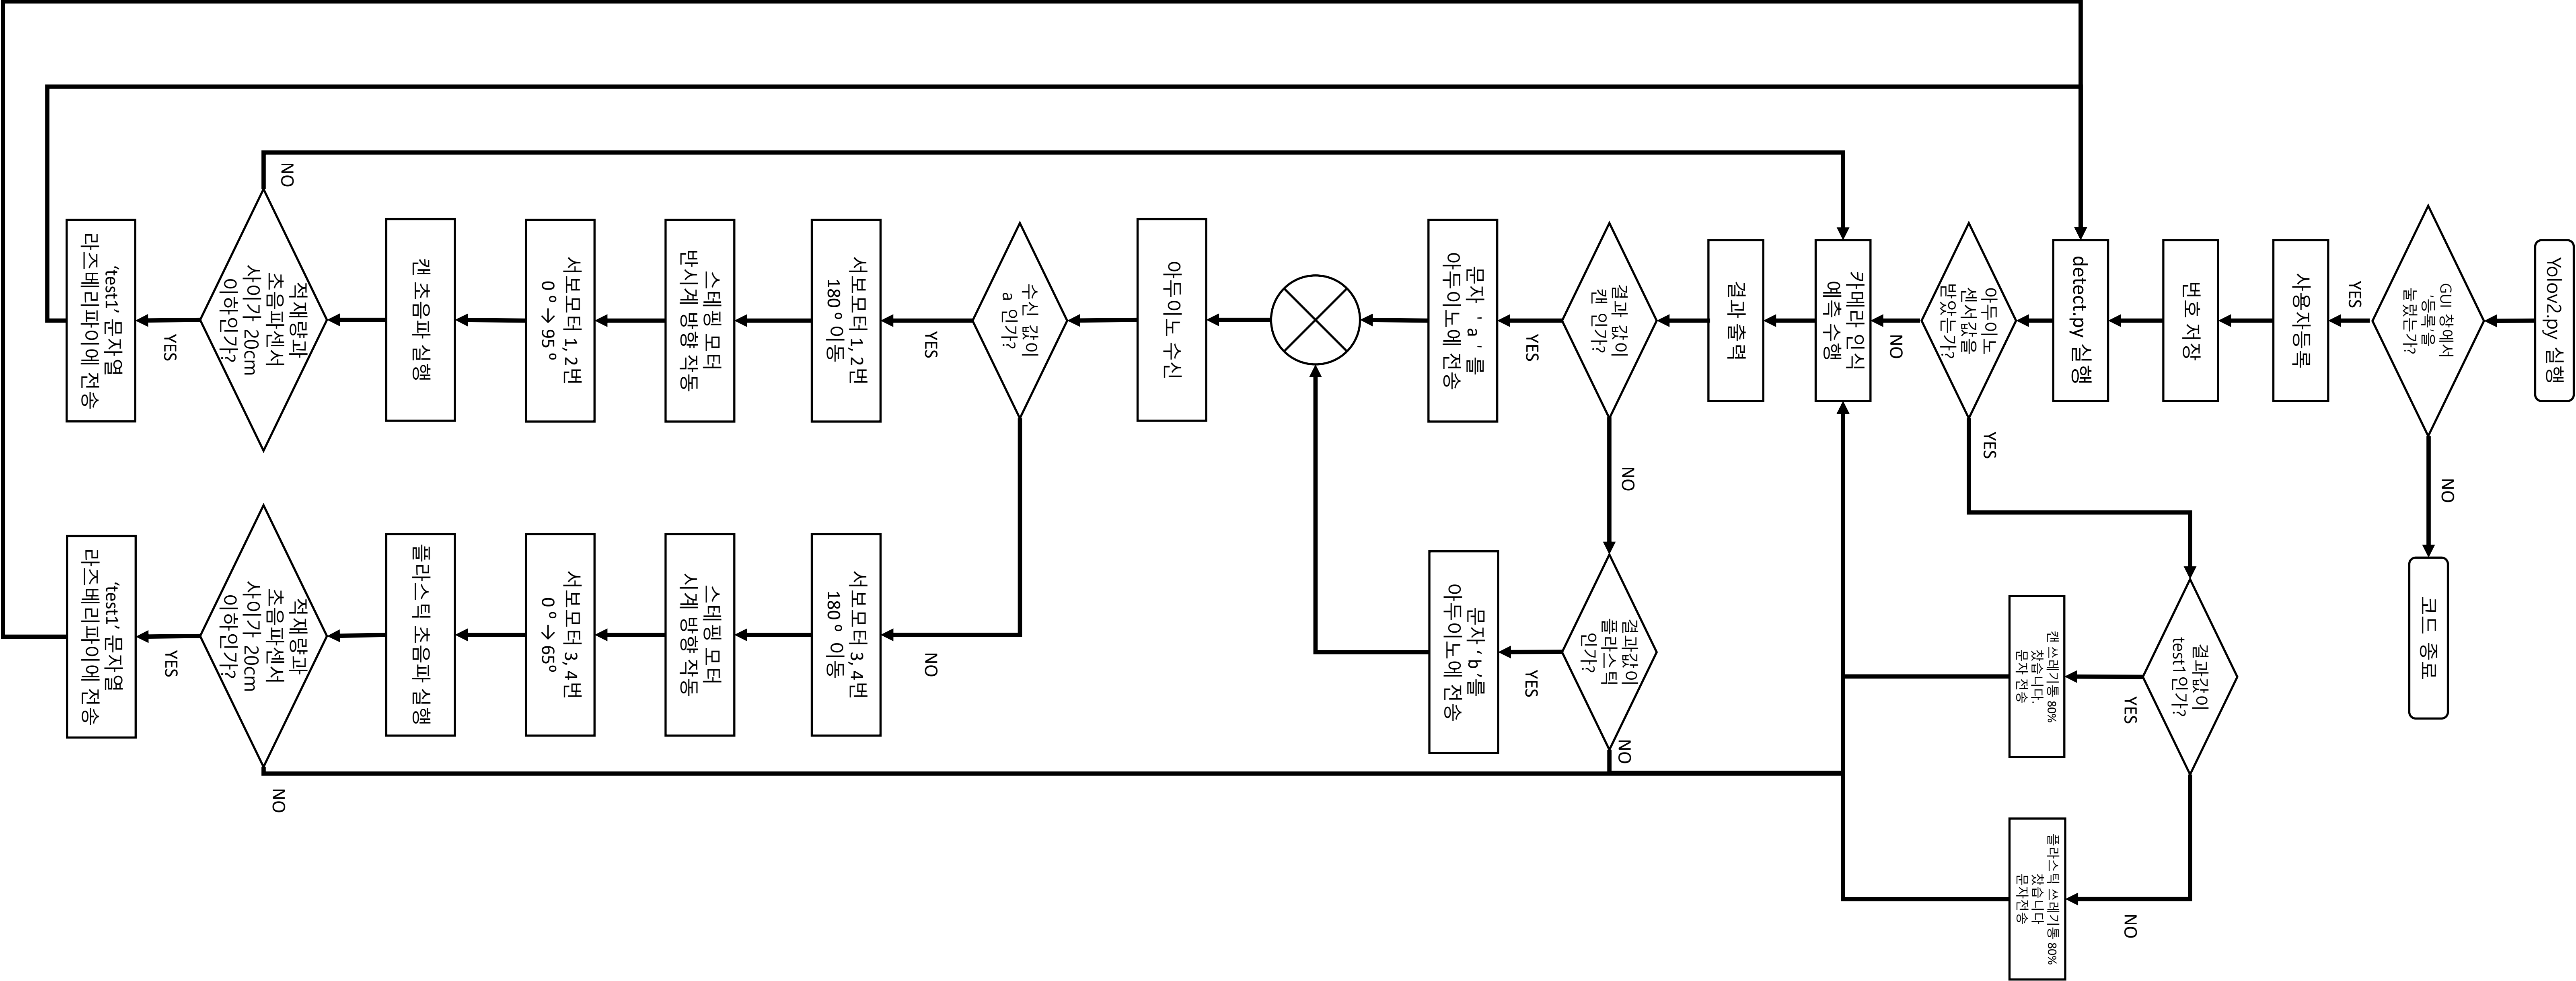 Yolov2.py 실행
GUI 창에서
‘등록’을
눌렀는가?
YES
NO
코드 종료
사용자등록
번호 저장
detect.py 실행
아두이노
센서값을
받았는가?
NO
YES
결과값이
test1인가?
YES
NO
캔 쓰레기통 80%
찼습니다.
문자 전송
플라스틱 쓰레기통 80%
찼습니다
문자전송
카메라 인식
예측 수행
결과 출력
결과 값이
캔 인가?
YES
NO
결과값이
플라스틱
인가?
YES
NO
문자 ' a ' 를
아두이노에 전송
문자 ‘ b ’를
아두이노에 전송
아두이노 수신
수신 값이
a 인가?
YES
NO
서보모터 1, 2번
180º 이동
스테핑 모터
반시계 방향 작동
서보모터 1, 2번
0 º → 95 º
캔 초음파 실행
적재량과
초음파센서
사이가 20cm
이하인가?
NO
YES
‘test1’ 문자열
라즈베리파이에 전송
서보모터 3, 4번
180º 이동
스테핑 모터
시계 방향 작동
서보모터 3, 4번
0 º → 65º
플라스틱 초음파 실행
적재량과
초음파센서
사이가 20cm
이하인가?
NO
YES
‘test1’ 문자열
라즈베리파이에 전송